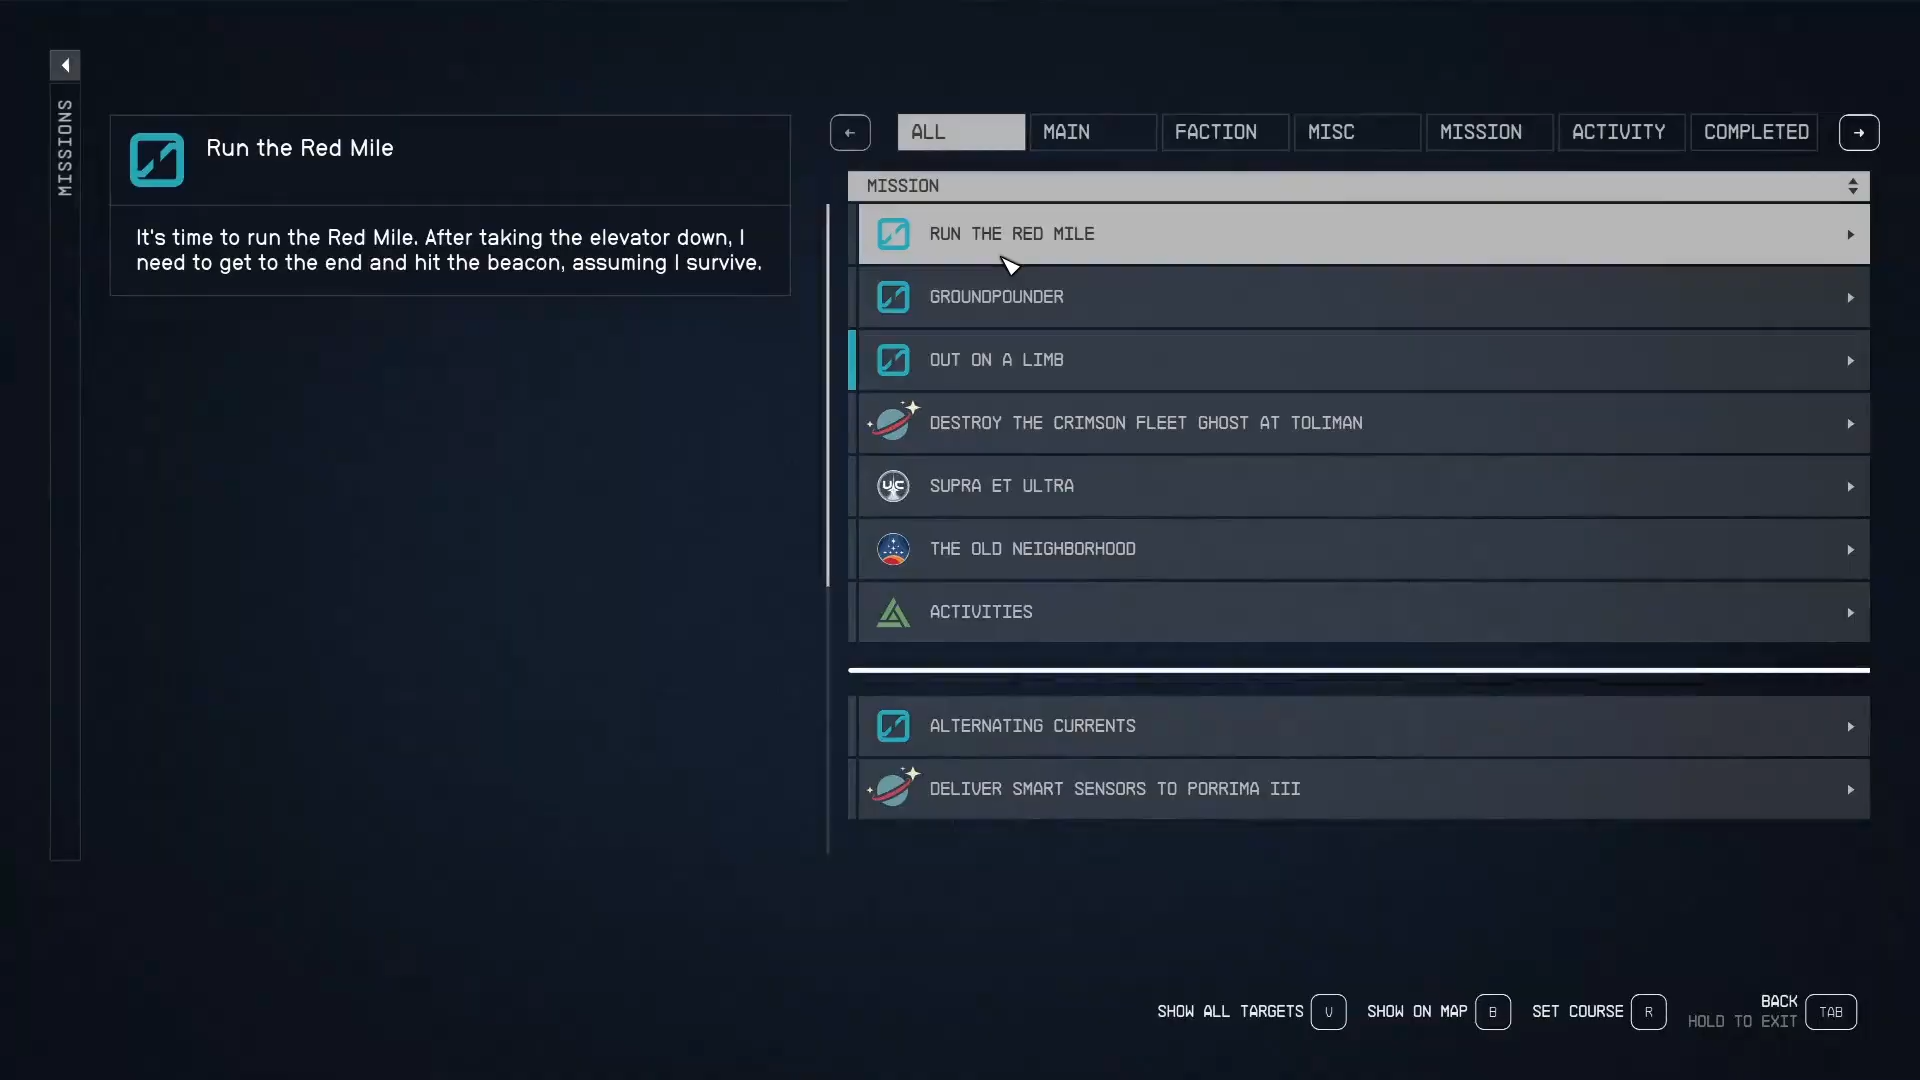 MISSIONS
Run the Red Mile
It's time to run the Red Mile. After taking the elevator down, I
need to get to the end and hit the beacon, assuming I survive.
ALL MAIN FACTION MISC MISSION ACTIVITY COMPLETED
MISSION
RUN THE RED MILE
GROUNDPOUNDER
OUT ON A LIMB
DESTROY THE CRIMSON FLEET GHOST AT TOLIMAN
UC
SUPRA ET ULTRA
THE OLD NEIGHBORHOOD
ACTIVITIES
ALTERNATING CURRENTS
DELIVER SMART SENSORS TO PORRIMA III
SHOW ALL TARGETS V SHOW ON MAP B SET COURSE R BACK TAB
HOLD TO EXIT